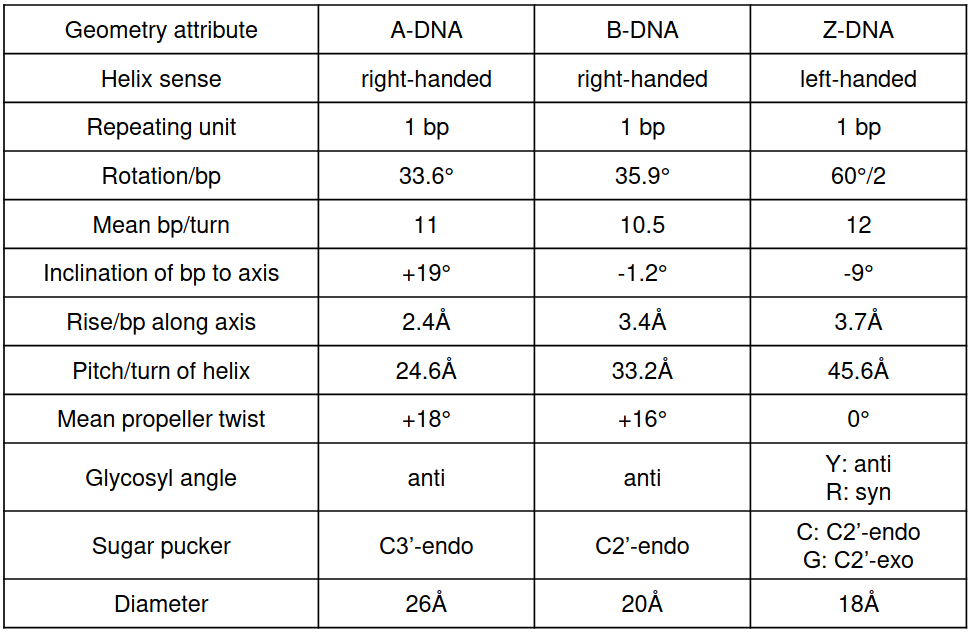 Geometry attribute A-DNA B-DNA Z-DNA
Helix sense right-handed right-handed left-handed
Repeating unit 1 bp 1 bp 1 bp
Rotation/bp 33.6° 35.9° 60°/2
Mean bp/turn 11 10.5 12
Inclination of bp to axis +19° -1.2° -9°
Rise/bp along axis 2.4Å 3.4Å 3.7Å
Pitch/turn of helix 24.6Å 33.2Å 45.6Å
Mean propeller twist +18° +16° 0°
Glycosyl angle anti anti Y: anti
R: syn
Sugar pucker C3’-endo C2’-endo C: C2’-endo
G: C2’-exo
Diameter 26Å 20Å 18Å